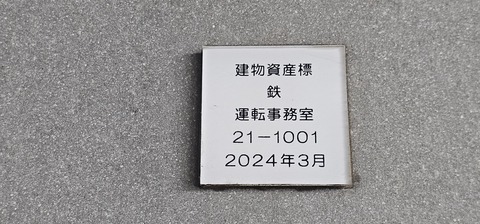 建物資産標
鉄
運転事務室
21-1001
2024年3月